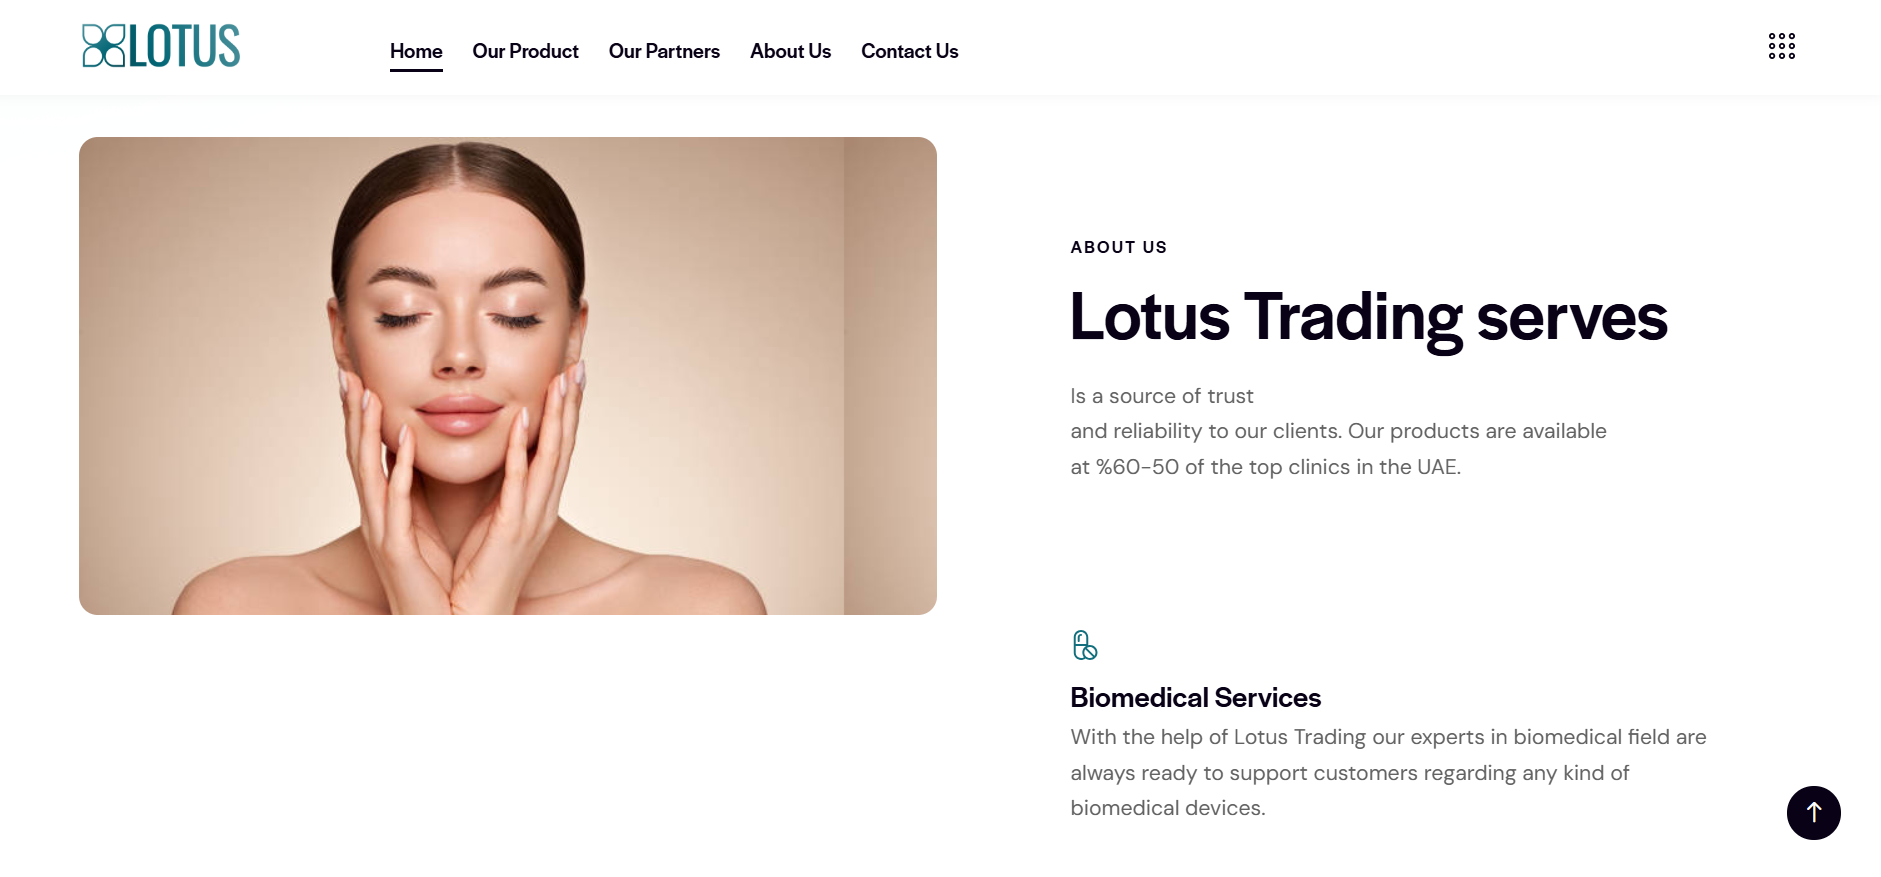 LOTUS
Home Our Product Our Partners About Us Contact Us
ABOUT US
Lotus Trading serves
Is a source of trust
and reliability to our clients. Our products are available
at %60-50 of the top clinics in the UAE.
Biomedical Services
With the help of Lotus Trading our experts in biomedical field are
always ready to support customers regarding any kind of
biomedical devices.